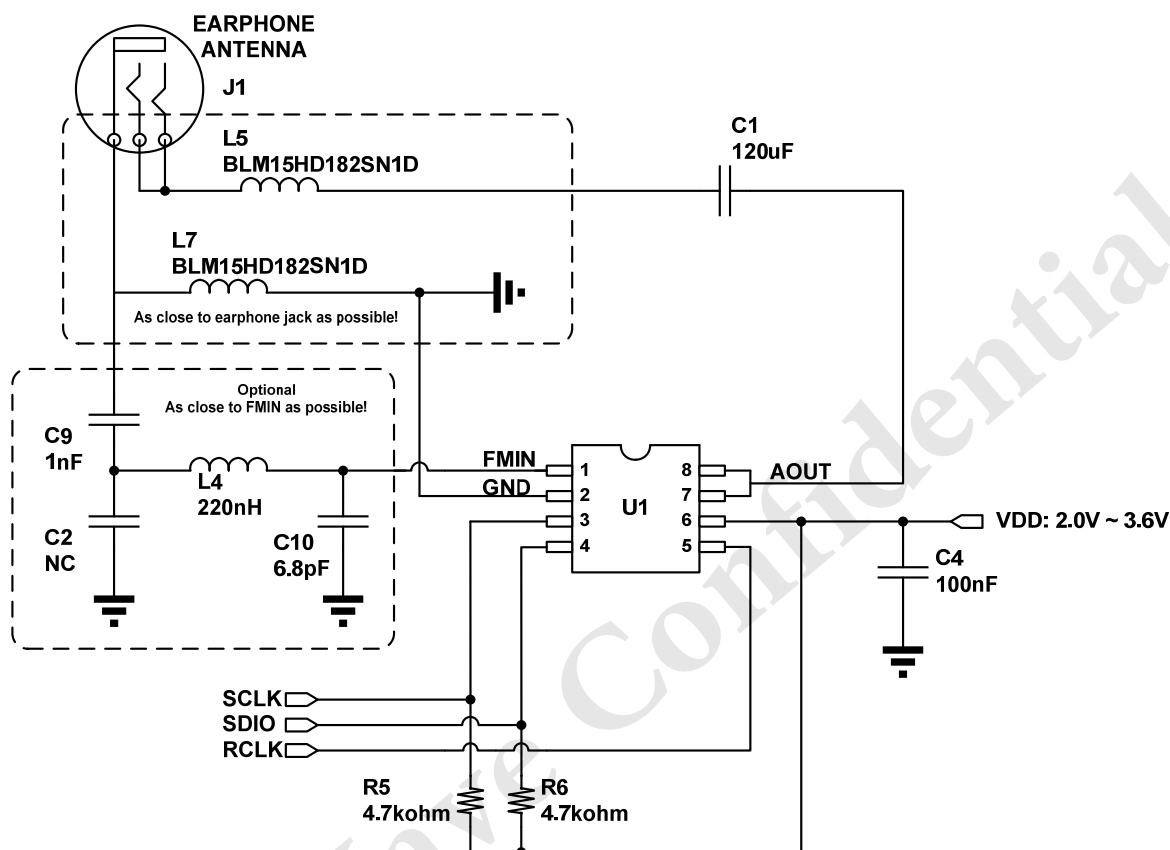 EARPHONE
ANTENNA
J1
L5
BLM15HD182SN1D
C1
120uF
L7
BLM15HD182SN1D
As close to earphone jack as possible!
Optional
As close to FMIN as possible!
C9
1nF
L4
220nH
C2
NC
C10
6.8pF
FMIN
GND
1
2
3
4
U1
8
7
6
5
AOUT
VDD: 2.0V ~ 3.6V
C4
100nF
SCLK
SDIO
RCLK
R5
4.7kohm
R6
4.7kohm
Confidential